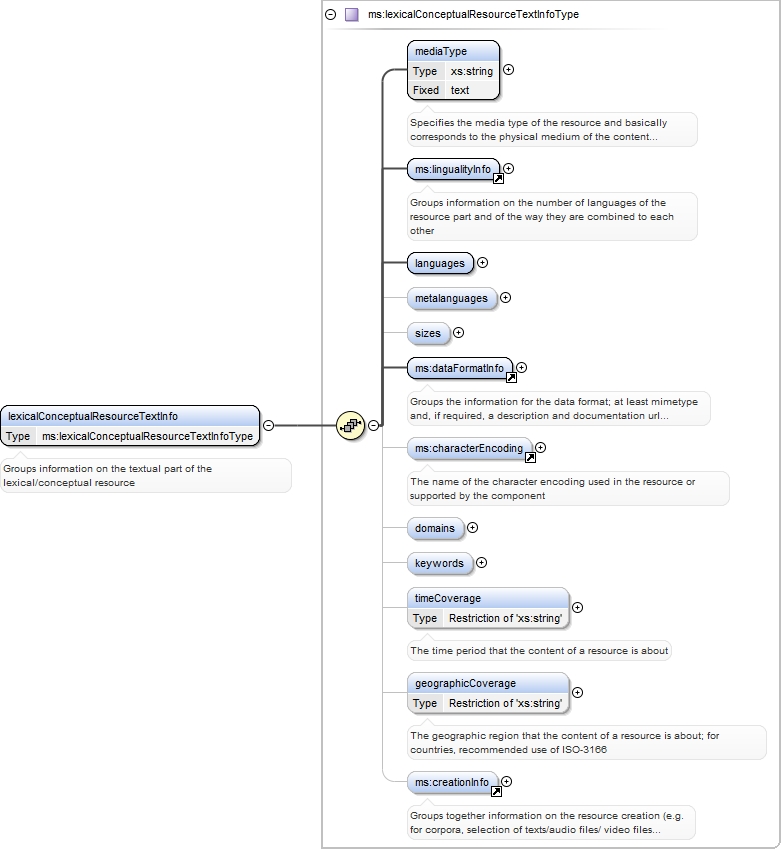 ms:lexicalConceptualResourceTextInfoType
mediaType
Type xs:string
Fixed text
Specifies the media type of the resource and basically
corresponds to the physical medium of the content...
ms:lingualityInfo
Groups information on the number of languages of the
resource part and of the way they are combined to each
other
languages
metalanguages
sizes
ms:dataFormatInfo
Groups the information for the data format; at least mimetype
and, if required, a description and documentation url...
lexicalConceptualResourceTextInfo
Type ms:lexicalConceptualResourceTextInfoType
Groups information on the textual part of the
lexical/conceptual resource
ms:characterEncoding
The name of the character encoding used in the resource or
supported by the component
domains
keywords
timeCoverage
Type Restriction of 'xs:string'
The time period that the content of a resource is about
geographicCoverage
Type Restriction of 'xs:string'
The geographic region that the content of a resource is about; for
countries, recommended use of ISO-3166
ms:creationInfo
Groups together information on the resource creation (e.g.
for corpora, selection of texts/audio files/ video files...